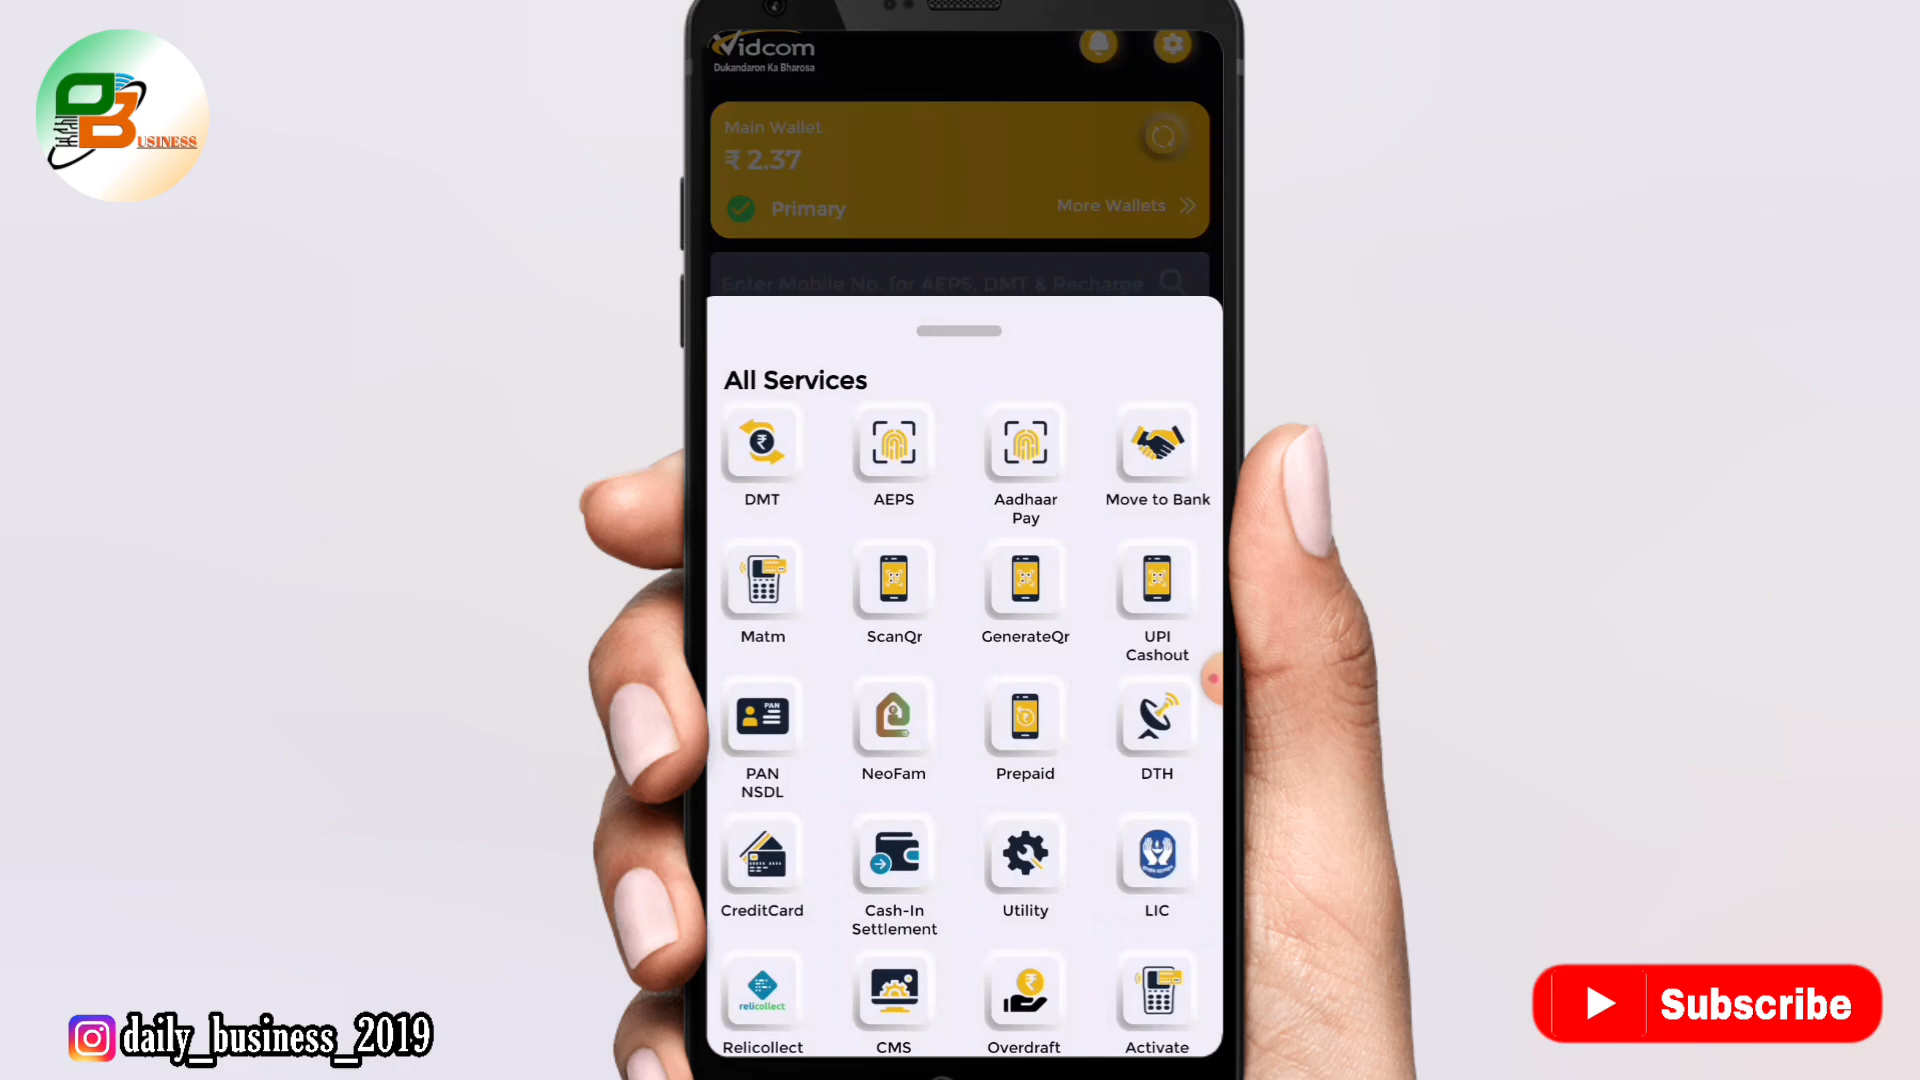 Vidcom
Dukandaron Ka Bharosa
Main Wallet
₹ 2.37
Primary
More Wallets
Enter Mobile No. for AEPS, DMT & Recharge
All Services
DMT
AEPS
Aadhaar
Pay
Move to Bank
Matm
ScanQr
GenerateQr
UPI
Cashout
PAN
PAN
NSDL
NeoFam
Prepaid
DTH
CreditCard
Cash-In
Settlement
Utility
LIC
relicollect
Relicollect
CMS
Overdraft
Activate
BUSINESS
daily_business_2019
Subscribe